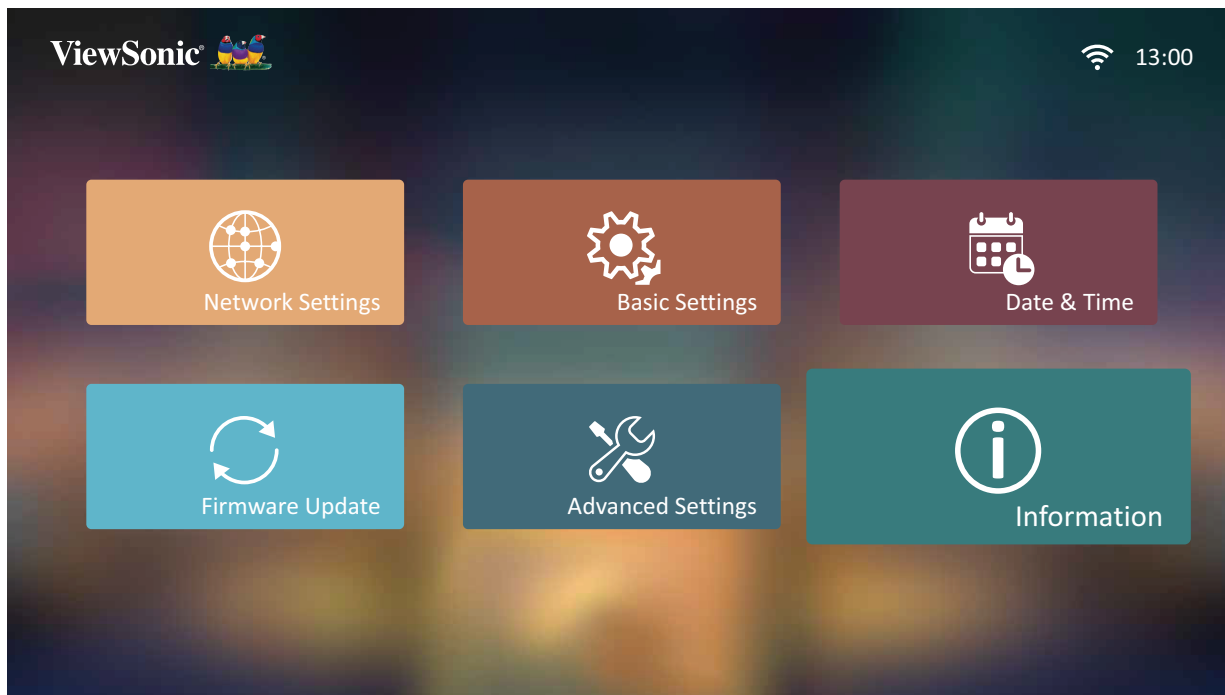 ViewSonic®
13:00
Network Settings
Basic Settings
Date & Time
Firmware Update
Advanced Settings
Information